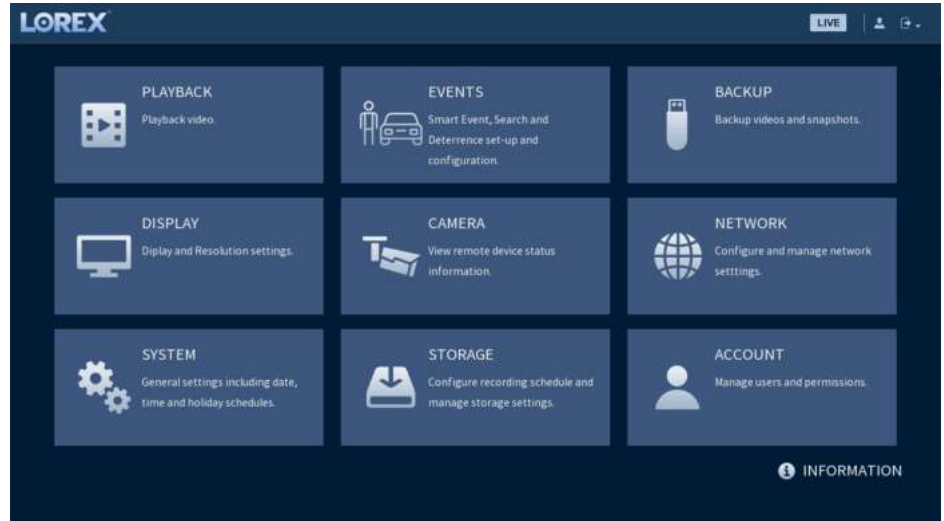 LOREX
LIVE
PLAYBACK
Playback video.
EVENTS
Smart Event, Search and
Deterrence set-up and
configuration.
BACKUP
Backup videos and snapshots.
DISPLAY
Diplay and Resolution settings.
CAMERA
View remote device status
information.
NETWORK
Configure and manage network
setttings.
SYSTEM
General settings including date,
time and holiday schedules.
STORAGE
Configure recording schedule and
manage storage settings.
ACCOUNT
Manage users and permissions.
INFORMATION